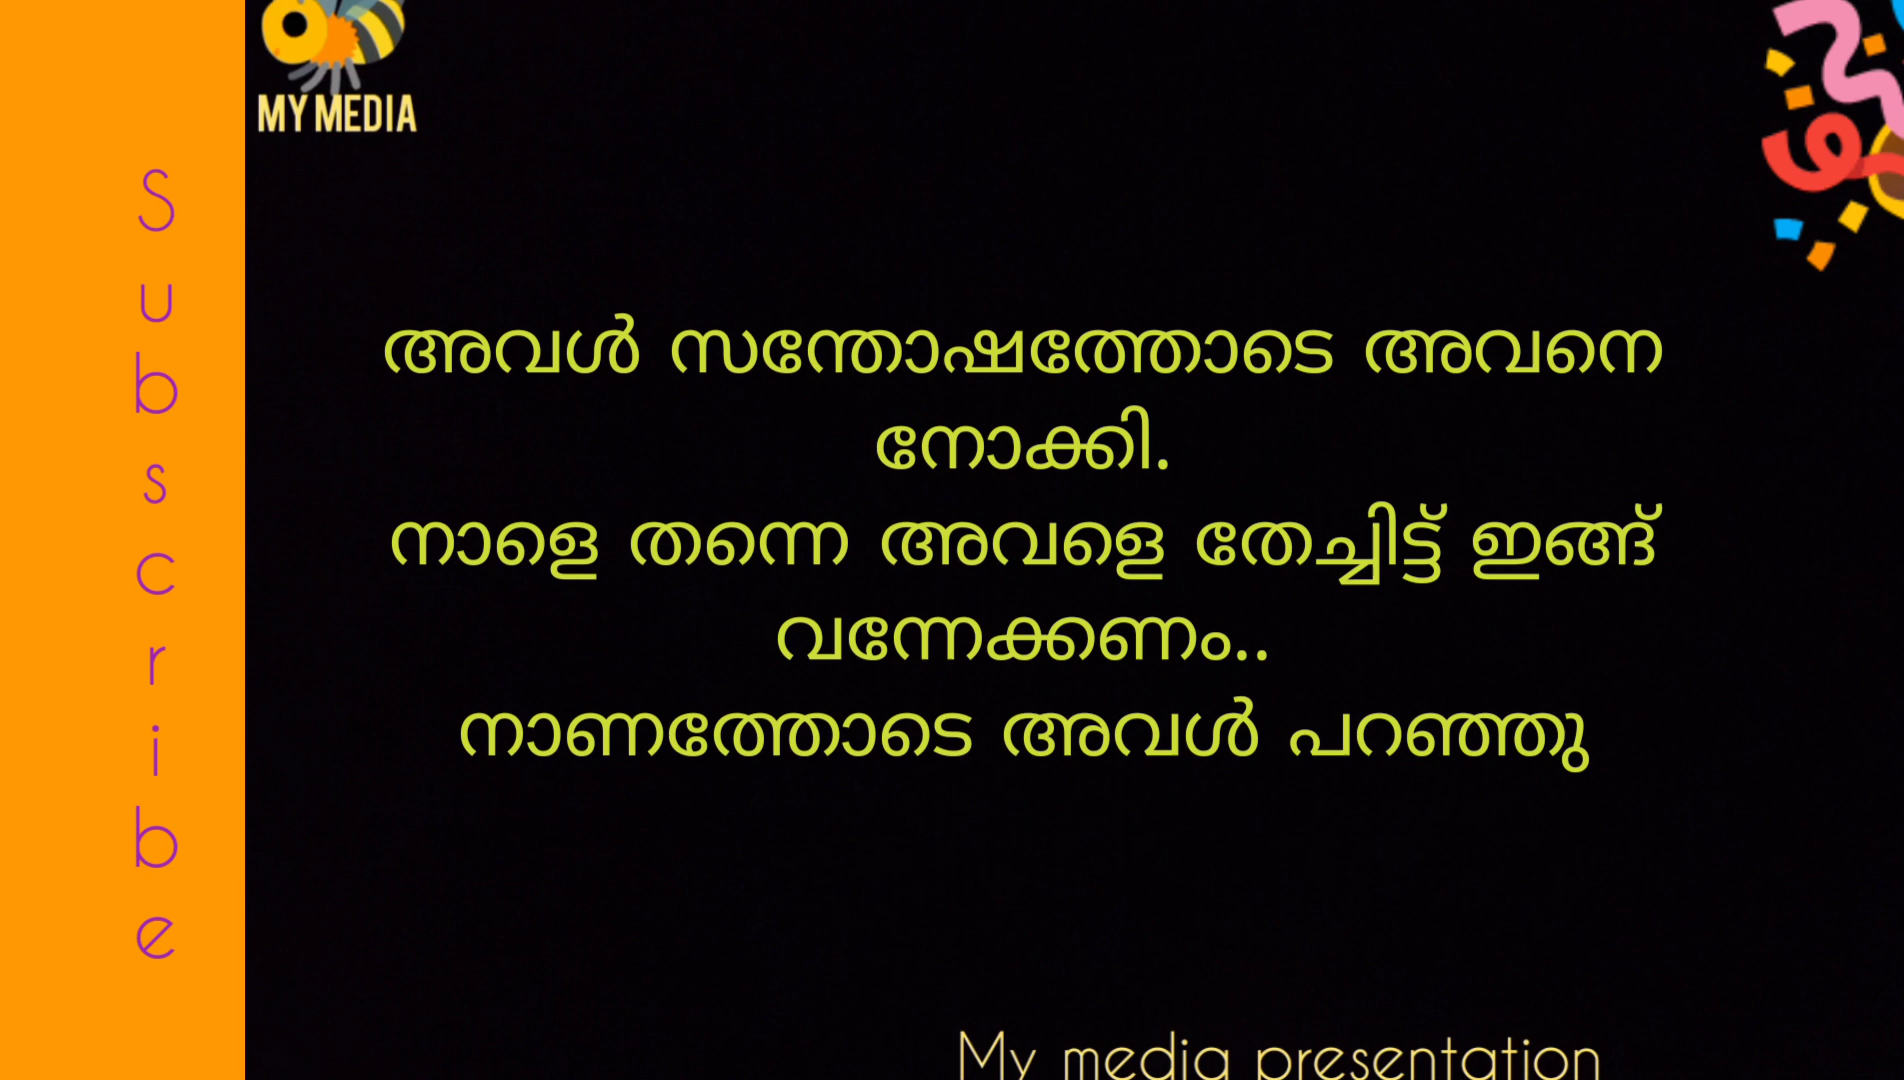 MY MEDIA
Subscribe
അവൾ സന്തോഷത്തോടെ അവനെ
നോക്കി.
നാളെ തന്നെ അവളെ തേച്ചിട്ട് ഇങ്ങ്
വന്നേക്കണം..
നാണത്തോടെ അവൾ പറഞ്ഞു
My media presentation